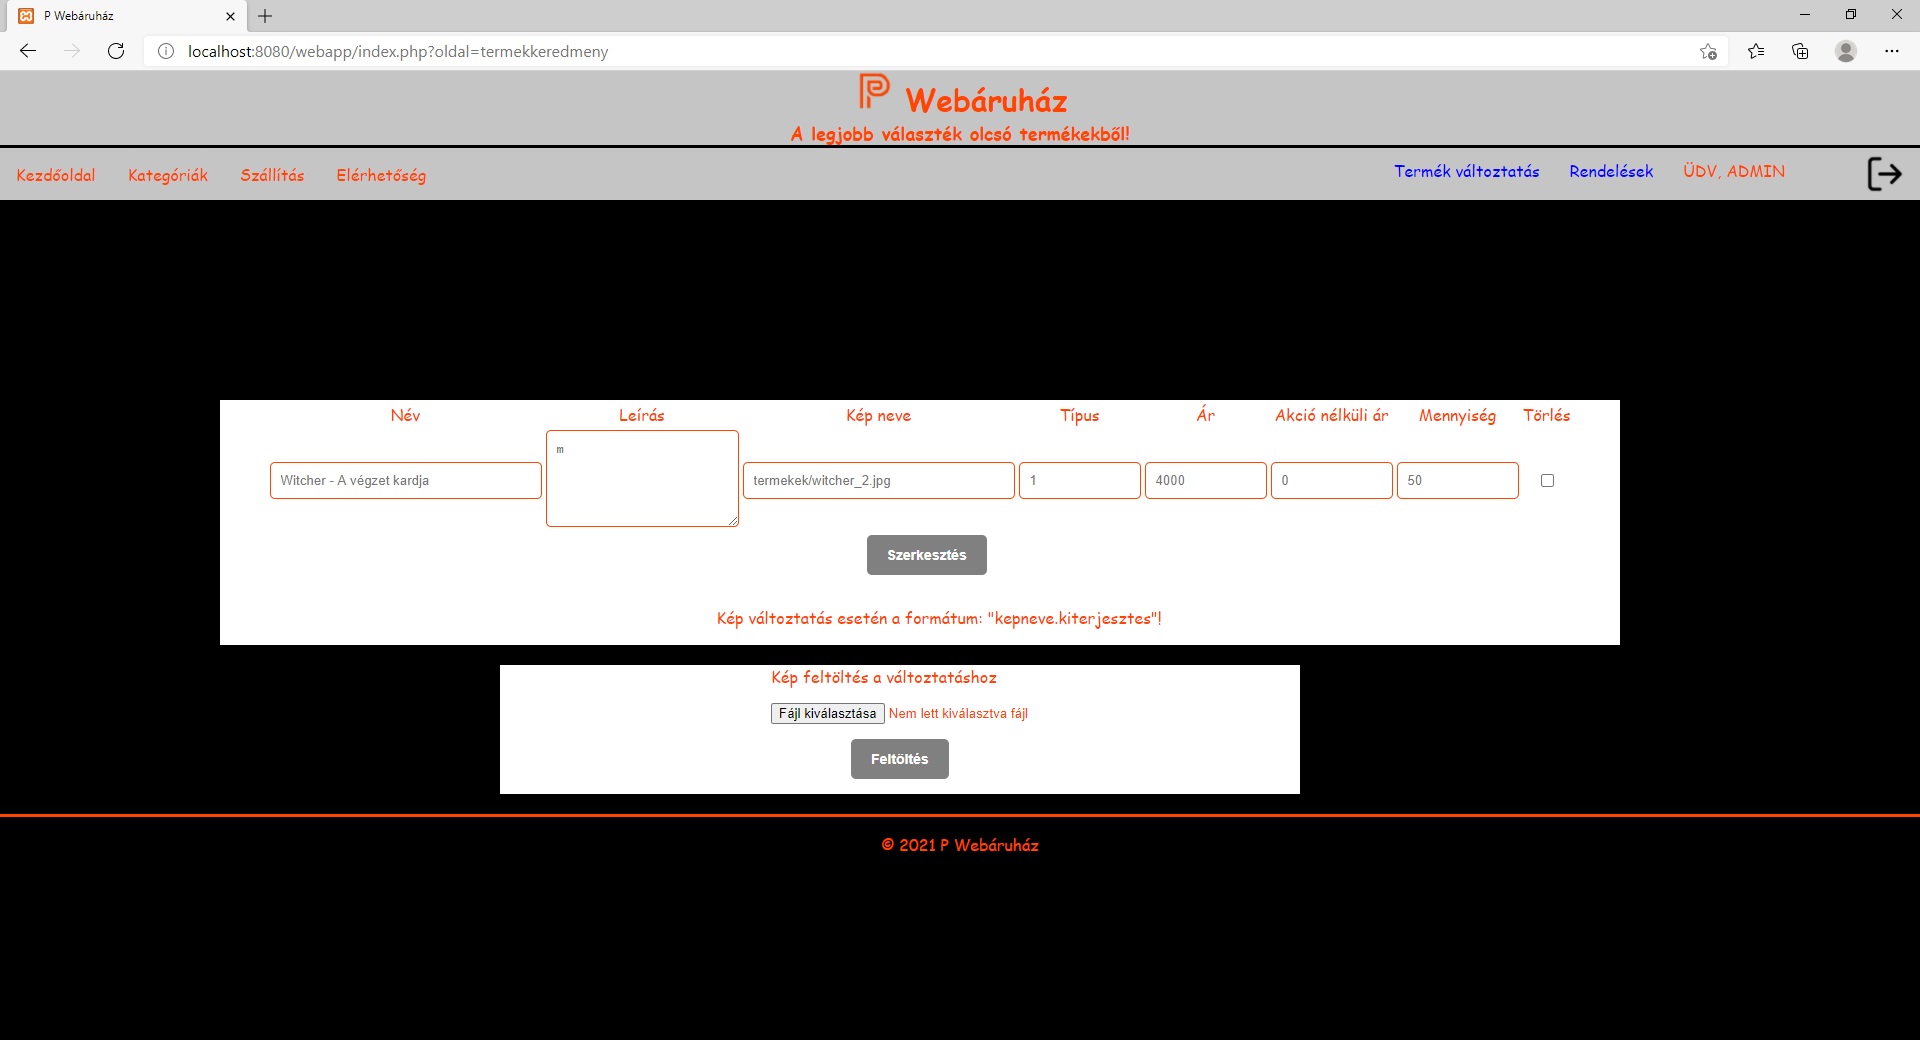 P Webáruház
localhost:8080/webapp/index.php?oldal=termekkeredmeny
P Webáruház
A legjobb választék olcsó termékekből!
Kezdőoldal Kategóriák Szállítás Elérhetőség Termék változtatás Rendelések ÜDV, ADMIN
Név Leírás Kép neve Típus Ár Akció nélküli ár Mennyiség Törlés
m
Witcher - A végzet kardja termekek/witcher_2.jpg 1 4000 0 50
Szerkesztés
Kép változtatás esetén a formátum: "kepneve.kiterjesztes"!
Kép feltöltés a változtatáshoz
Fájl kiválasztása Nem lett kiválasztva fájl
Feltöltés
© 2021 P Webáruház